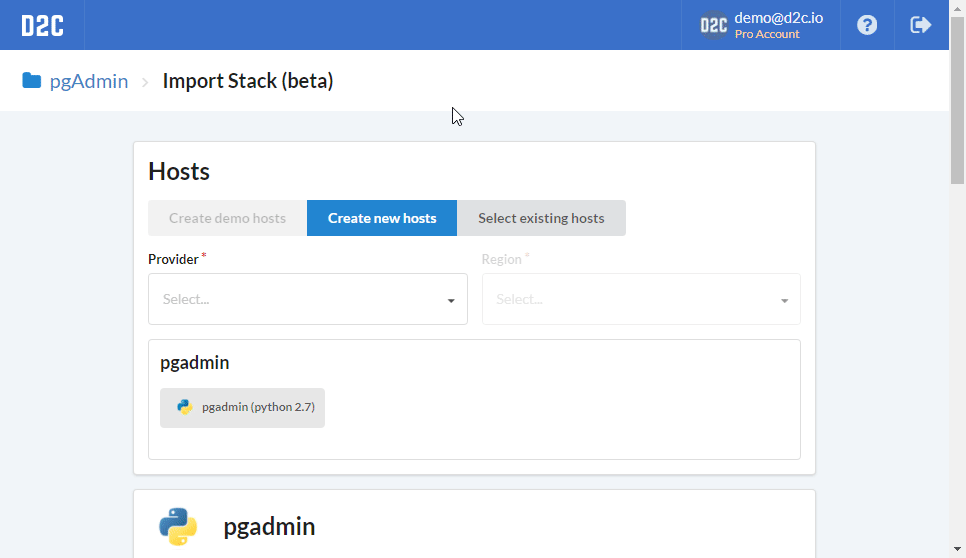 D2C
D2C
demo@d2c.io
Pro Account
?
pgAdmin
Import Stack (beta)
Hosts
Create demo hosts
Create new hosts
Select existing hosts
Provider *
Region *
Select...
Select...
pgadmin
pgadmin (python 2.7)
pgadmin